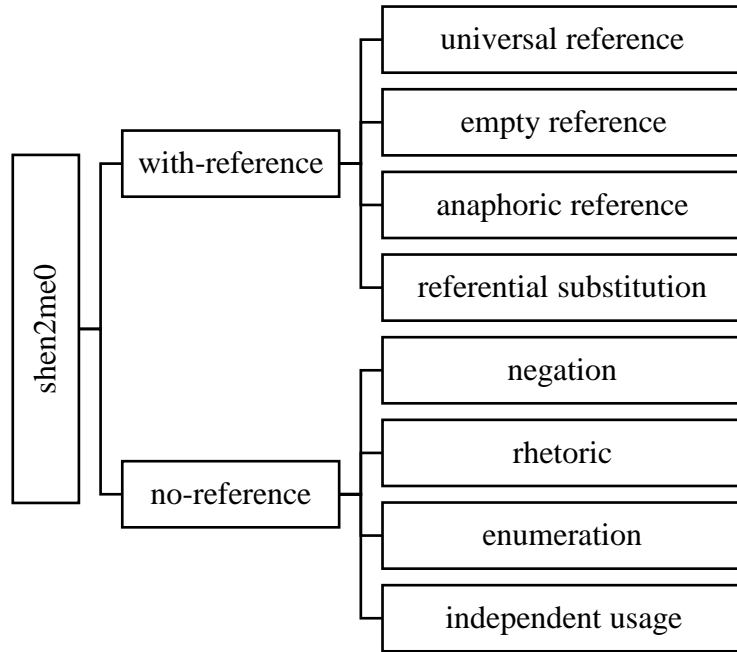 shen2me0
with-reference
universal reference
empty reference
anaphoric reference
referential substitution
no-reference
negation
rhetoric
enumeration
independent usage